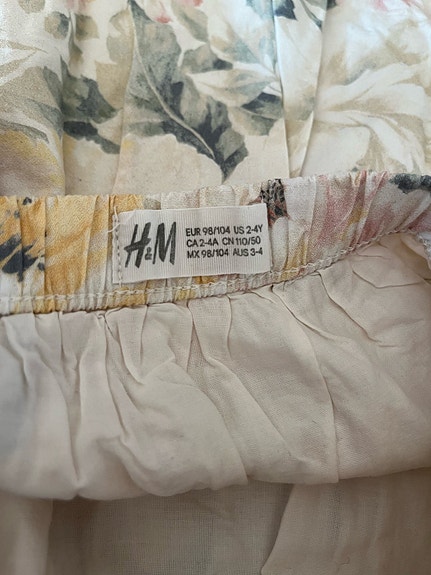 H&M
EUR 98/104 US 2-4Y
CA 2-4A CN 110/50
MX 98/104 AUS 3-4